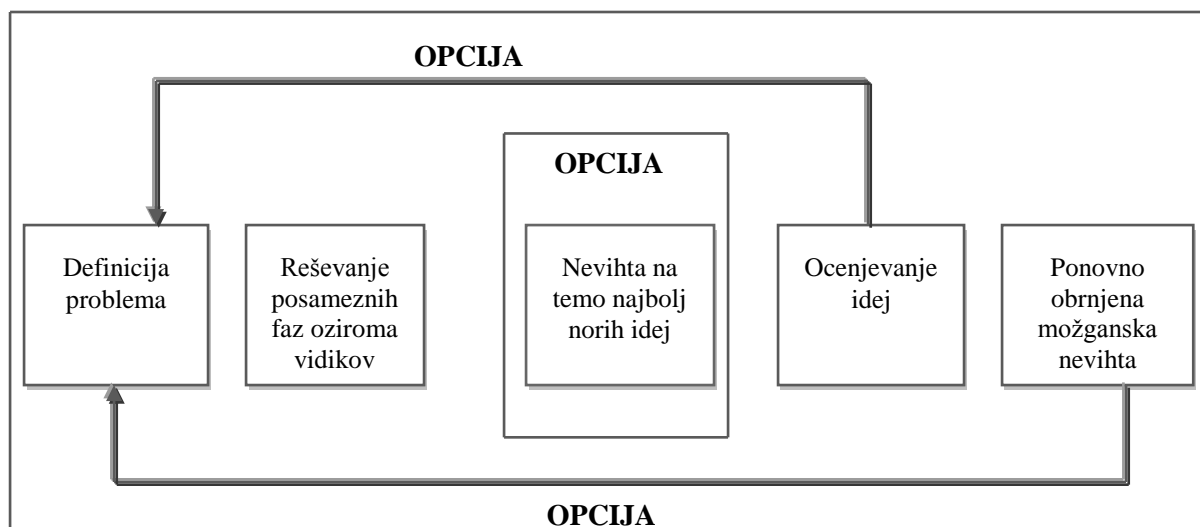 OPCIJA
OPCIJA
Definicija
problema
Reševanje
posameznih
faz oziroma
vidikov
Nevihta na
temo najbolj
norih idej
Ocenjevanje
idej
Ponovno
obrnjena
možganska
nevihta
OPCIJA